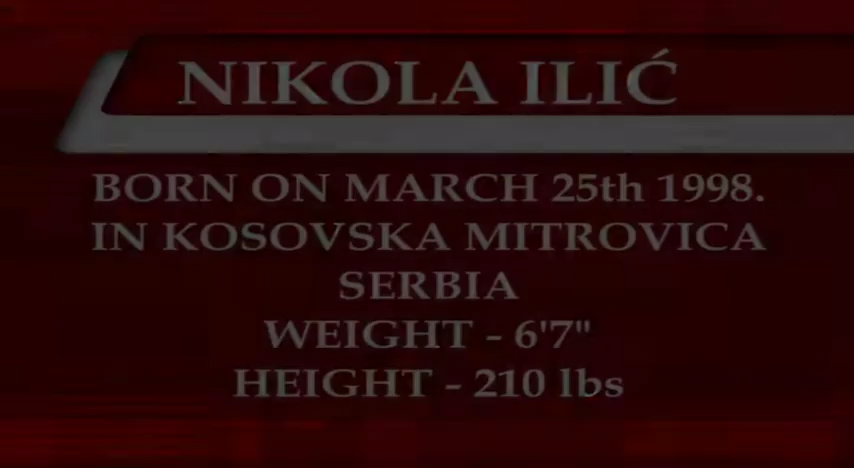 NIKOLA ILIĆ
BORN ON MARCH 25th 1998.
IN KOSOVSKA MITROVICA
SERBIA
WEIGHT - 6'7"
HEIGHT - 210 lbs